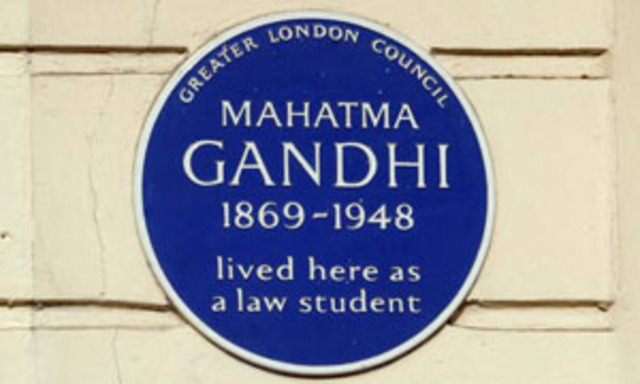 GREATER LONDON COUNCIL
MAHATMA
GANDHI
1869-1948
lived here as
a law student